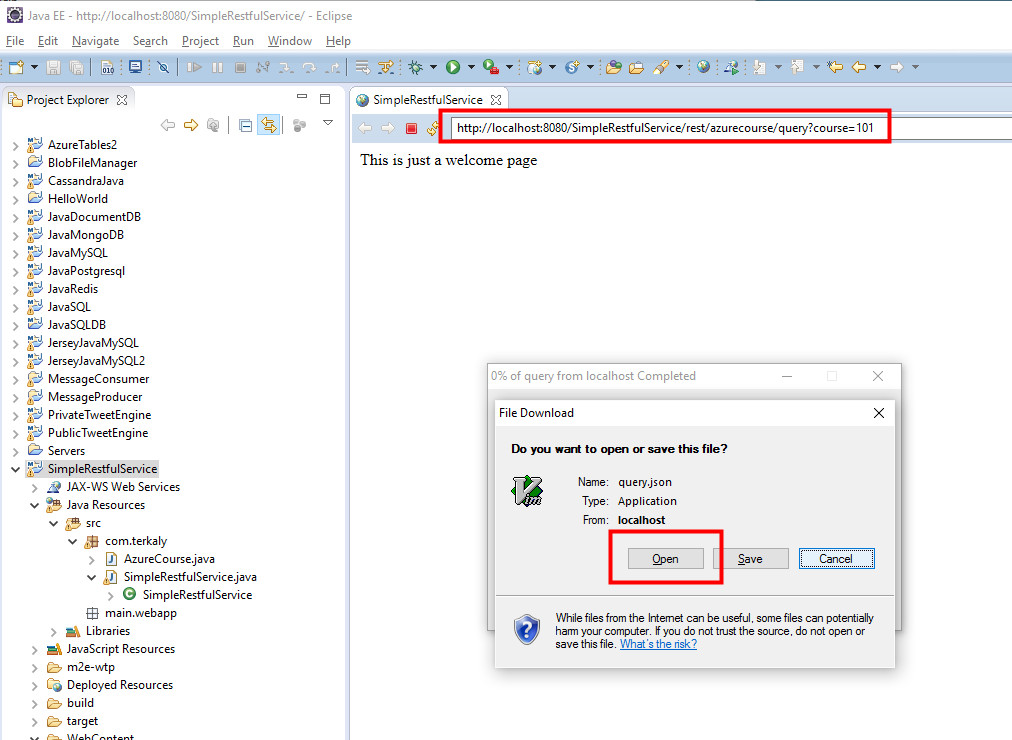 Java EE - http://localhost:8080/SimpleRestfulService/ - Eclipse
File Edit Navigate Search Project Run Window Help
Project Explorer
AzureTables2
BlobFileManager
CassandraJava
HelloWorld
JavaDocumentDB
JavaMongoDB
JavaMySQL
JavaPostgresql
JavaRedis
JavaSQL
JavaSQLDB
JerseyJavaMySQL
JerseyJavaMySQL2
MessageConsumer
MessageProducer
PrivateTweetEngine
PublicTweetEngine
Servers
SimpleRestfulService
JAX-WS Web Services
Java Resources
src
com.terkaly
AzureCourse.java
SimpleRestfulService.java
SimpleRestfulService
main.webapp
Libraries
JavaScript Resources
m2e-wtp
Deployed Resources
build
target
WebContent
SimpleRestfulService
http://localhost:8080/SimpleRestfulService/rest/azurecourse/query?course=101
This is just a welcome page
0% of query from localhost Completed
File Download
Do you want to open or save this file?
Name: query.json
Type: Application
From: localhost
Open Save Cancel
While files from the Internet can be useful, some files can potentially
harm your computer. If you do not trust the source, do not open or
save this file. What's the risk?